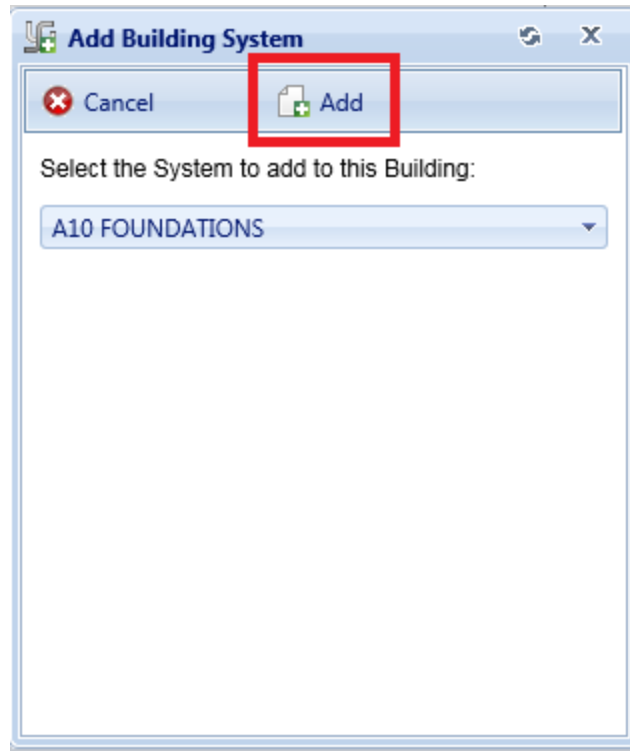 Add Building System
Cancel Add
Select the System to add to this Building:
A10 FOUNDATIONS